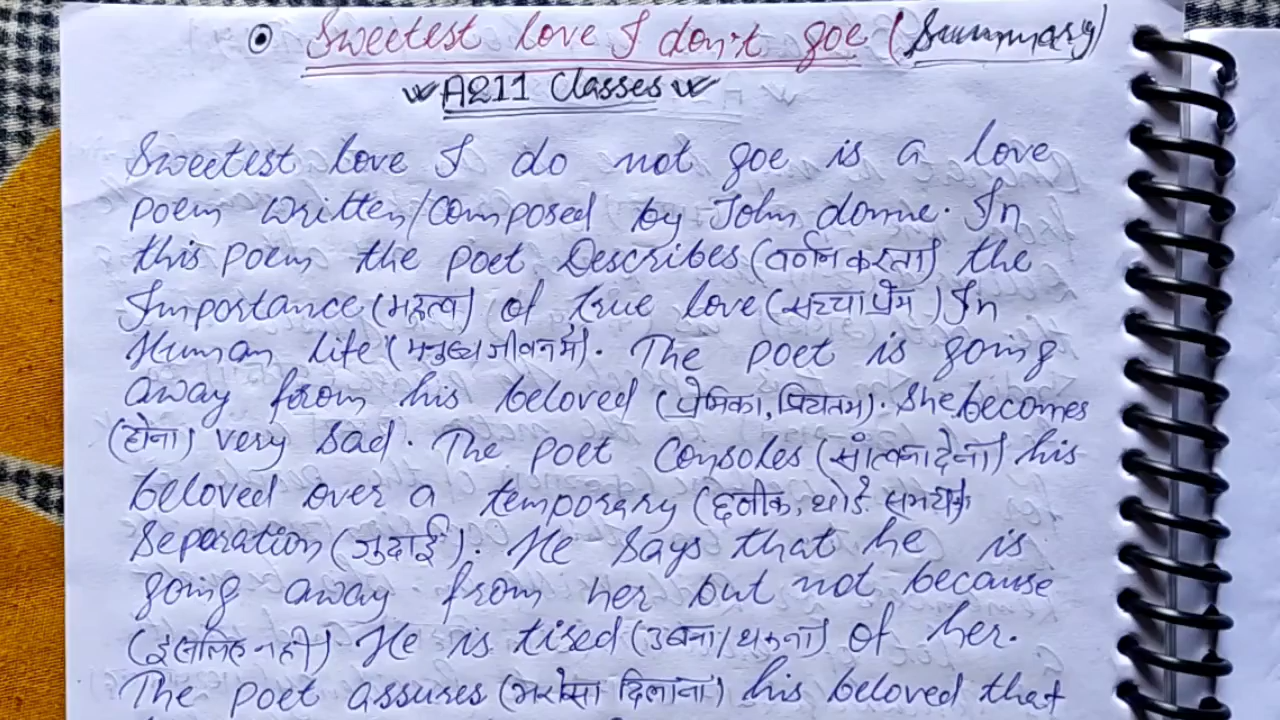 Sweetest love I don't goe (Summary)
A211 Classes
Sweetest love I do not goe is a love
poem written/composed by John donne. In
this poem the poet Describes (वर्णन करता) the
Importance (महत्व) of true love (सच्चा प्रेम) In
Human life (मनुष्य जीवन में). The poet is going
away from his beloved (प्रेमिका, प्रियतम). She becomes
(होना) very sad. The poet consoles (सांत्वना देना) his
beloved over a temporary (छनीक, थोडे समय के
Separation (जुदाई). He says that he is
going away from her but not because
(इसलिए नही) He is tired (उबना/थकना) of her.
The poet assures (भरोसा दिलाना) his beloved that